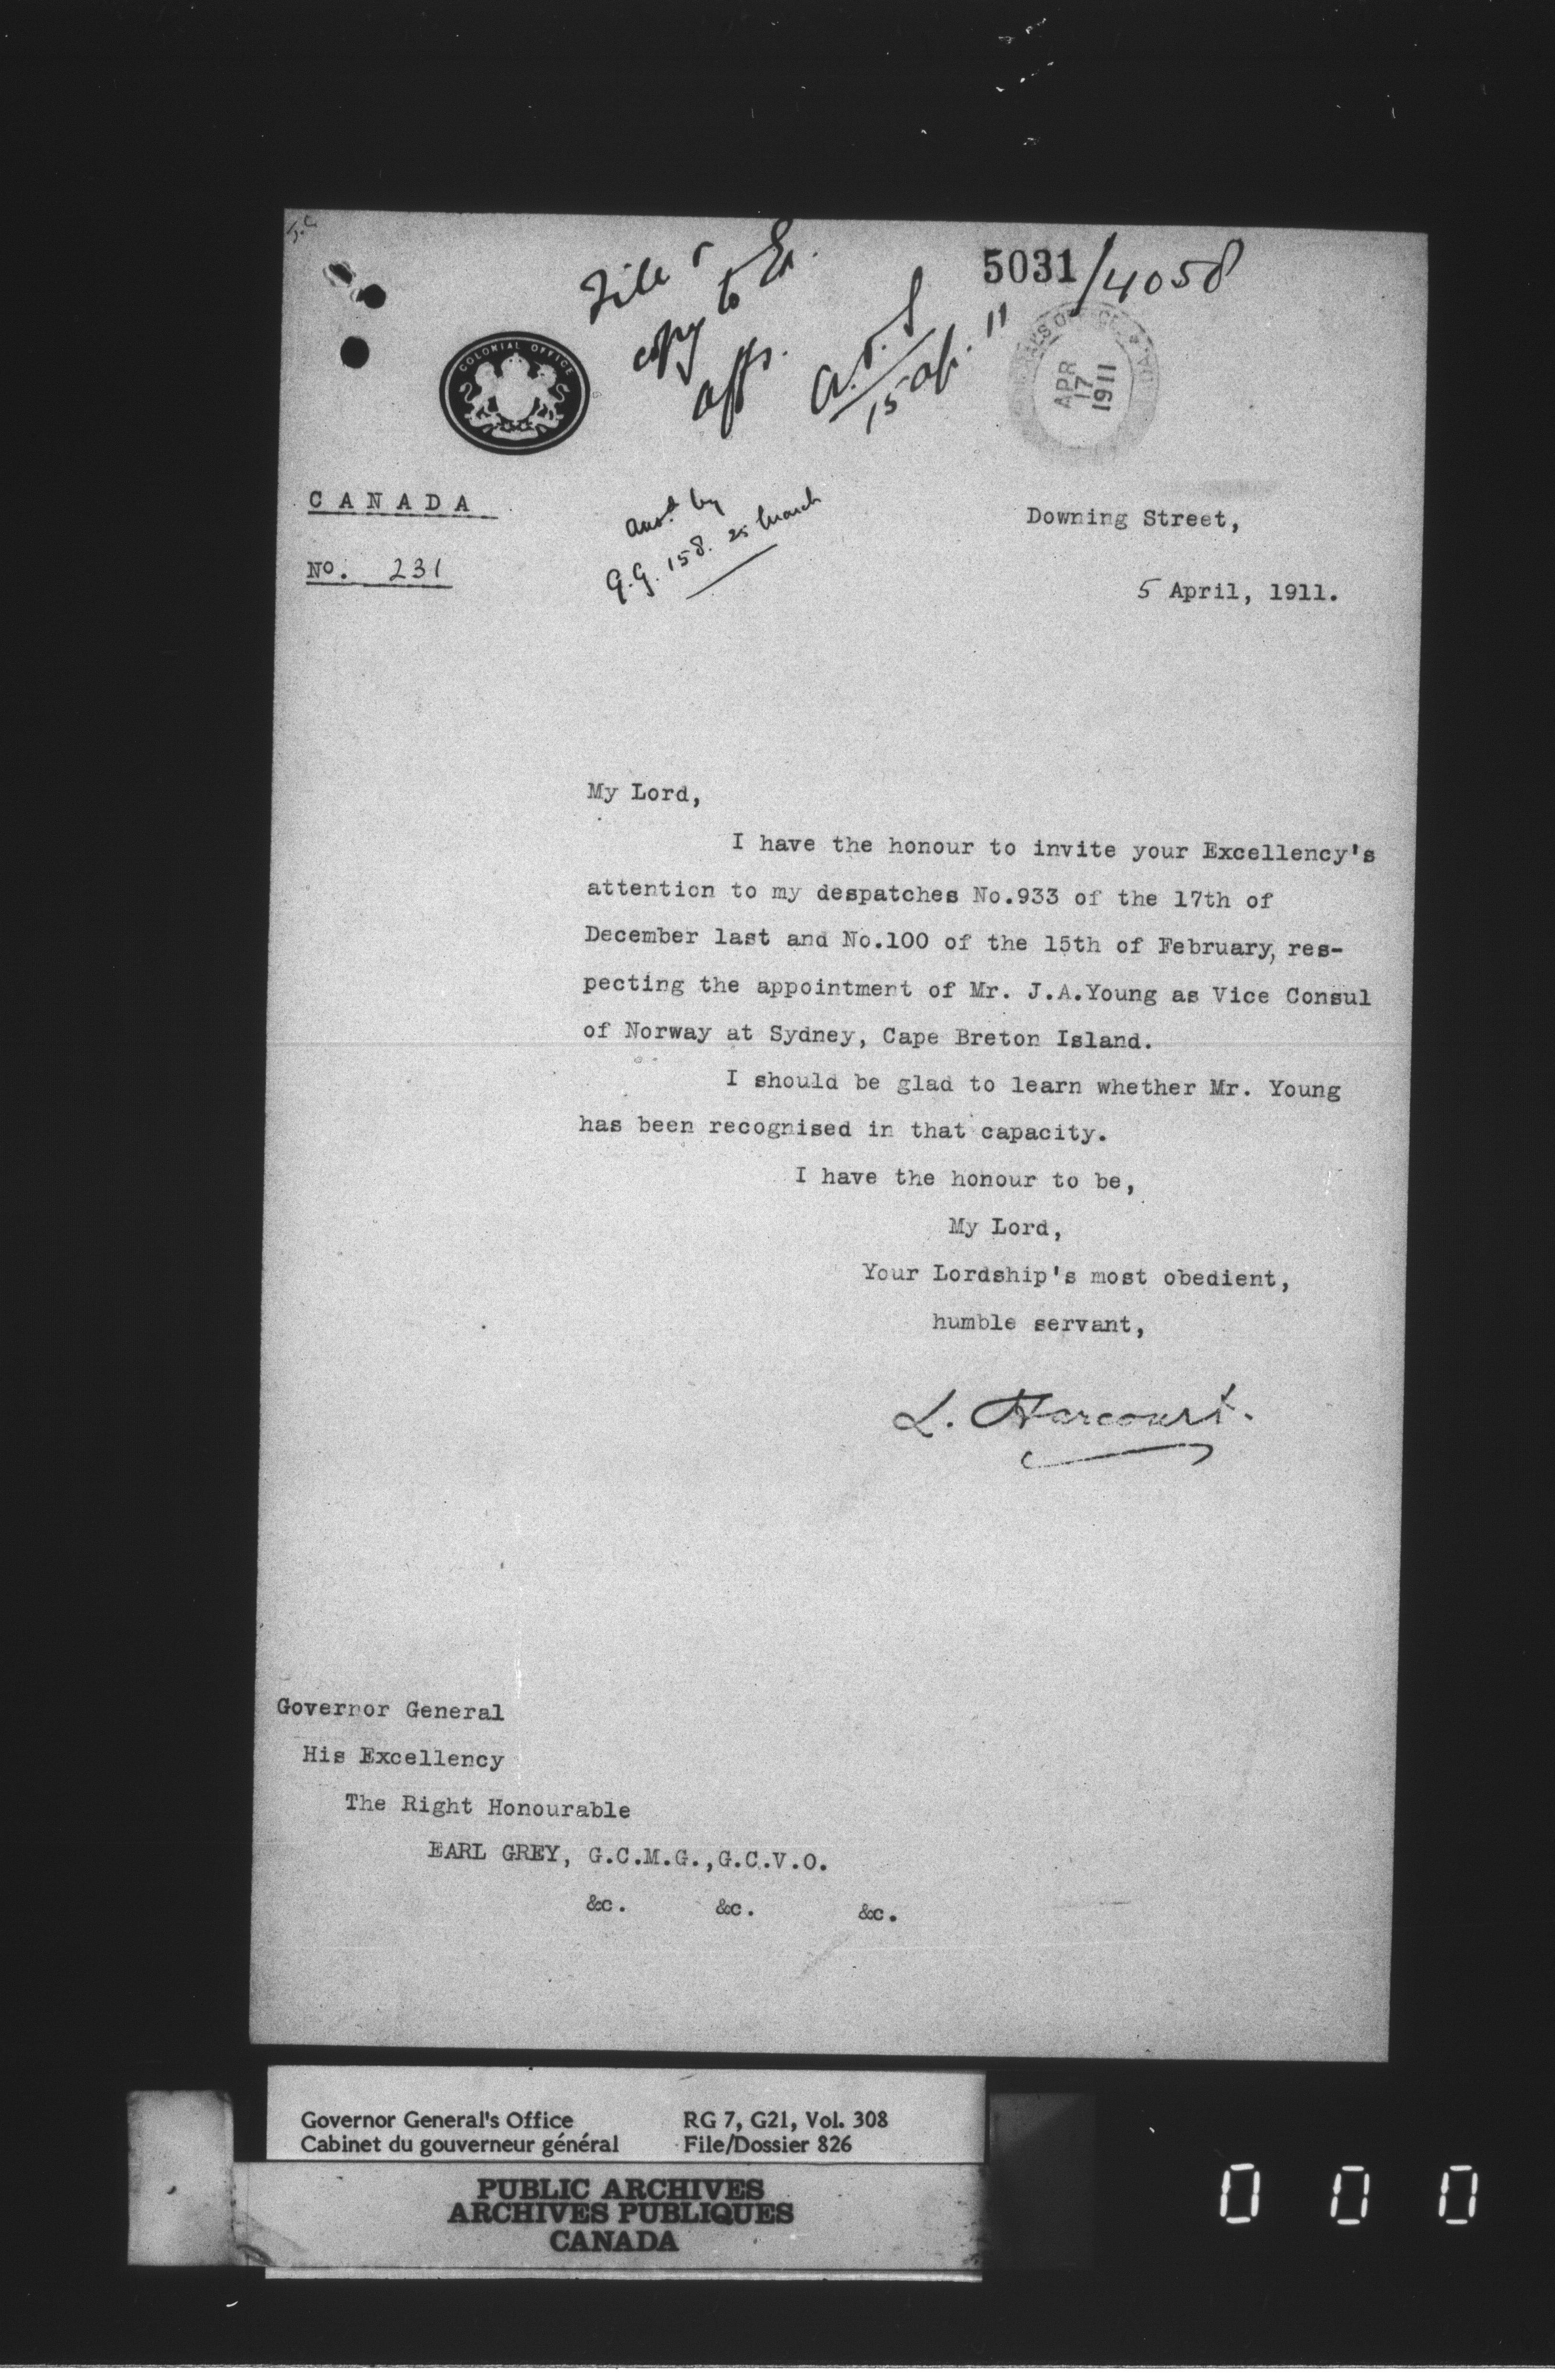 5031/4058
File &
copy to Ex.
affs.
15 ap. 11
COLONIAL OFFICE
APR
17
1911
CANADA
No. 231
ansd by
G.G. 158. 25 March
Downing Street,
5 April, 1911.
My Lord,
I have the honour to invite your Excellency's
attention to my despatches No.933 of the 17th of
December last and No.100 of the 15th of February, res-
pecting the appointment of Mr. J.A.Young as Vice Consul
of Norway at Sydney, Cape Breton Island.
I should be glad to learn whether Mr. Young
has been recognised in that capacity.
I have the honour to be,
My Lord,
Your Lordship's most obedient,
humble servant,
L. Harcourt.
Governor General
His Excellency
The Right Honourable
EARL GREY, G.C.M.G.,G.C.V.O.
&c. &c. &c.
Governor General's Office RG 7, G21, Vol. 308
Cabinet du gouverneur général File/Dossier 826
PUBLIC ARCHIVES
ARCHIVES PUBLIQUES
CANADA
0 0 0